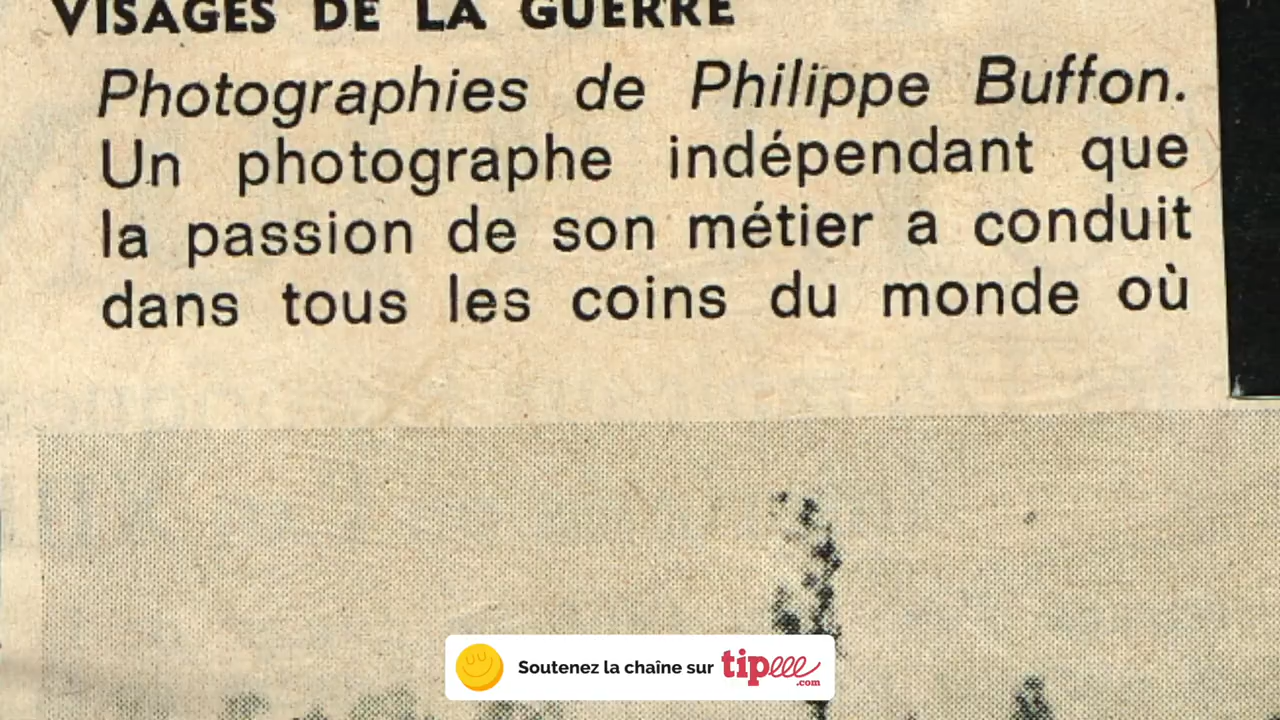 VISAGES DE LA GUERRE
Photographies de Philippe Buffon.
Un photographe indépendant que
la passion de son métier a conduit
dans tous les coins du monde où
Soutenez la chaîne sur tipeee
.com